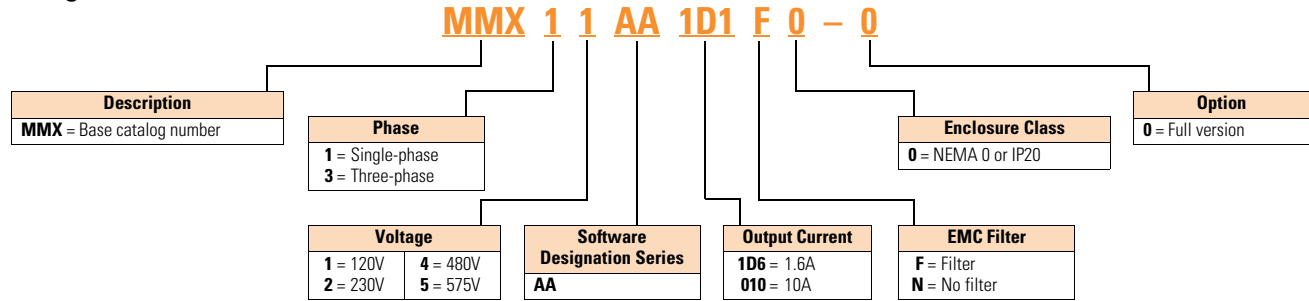 MMX 1 1 AA 1D1 F 0 – 0
Description
MMX = Base catalog number
Phase
1 = Single-phase
3 = Three-phase
Enclosure Class
0 = NEMA 0 or IP20
Option
0 = Full version
Voltage
1 = 120V 4 = 480V
2 = 230V 5 = 575V
Software
Designation Series
AA
Output Current
1D6 = 1.6A
010 = 10A
EMC Filter
F = Filter
N = No filter